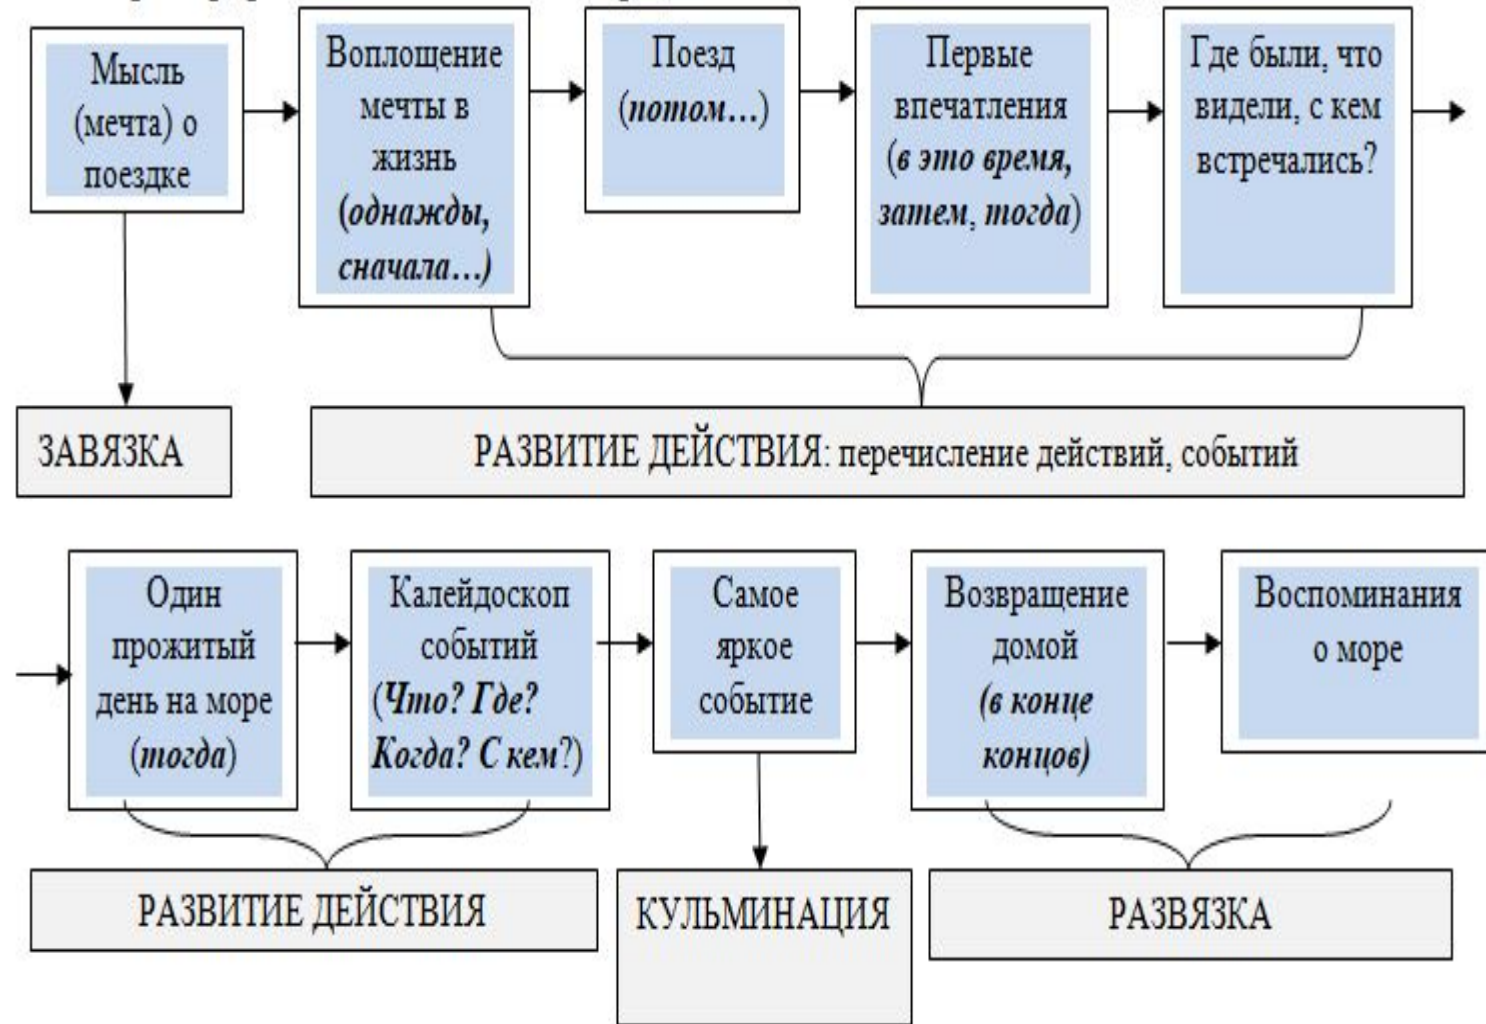 Мысль
(мечта) о
поездке
Воплощение
мечты в
жизнь
(однажды,
сначала…)
Поезд
(потом…)
Первые
впечатления
(в это время,
затем, тогда)
Где были, что
видели, с кем
встречались?
ЗАВЯЗКА
РАЗВИТИЕ ДЕЙСТВИЯ: перечисление действий, событий
Один
прожитый
день на море
(тогда)
Калейдоскоп
событий
(Что? Где?
Когда? С кем?)
Самое
яркое
событие
Возвращение
домой
(в конце
концов)
Воспоминания
о море
РАЗВИТИЕ ДЕЙСТВИЯ
КУЛЬМИНАЦИЯ
РАЗВЯЗКА